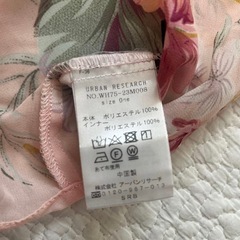 URBAN RESEARCH
NO.WH75-23M008
size One
本体 ポリエステル100%
インナー ポリエステル100%
中国製
株式会社 アーバンリサーチ